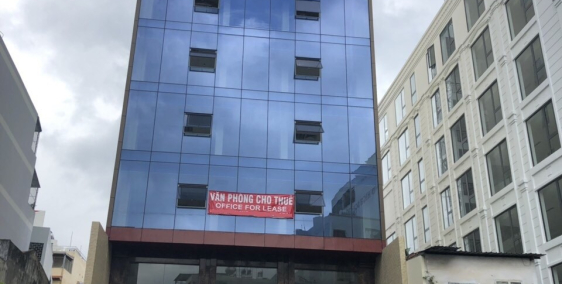 VĂN PHÒNG CHO THUÊ
OFFICE FOR LEASE